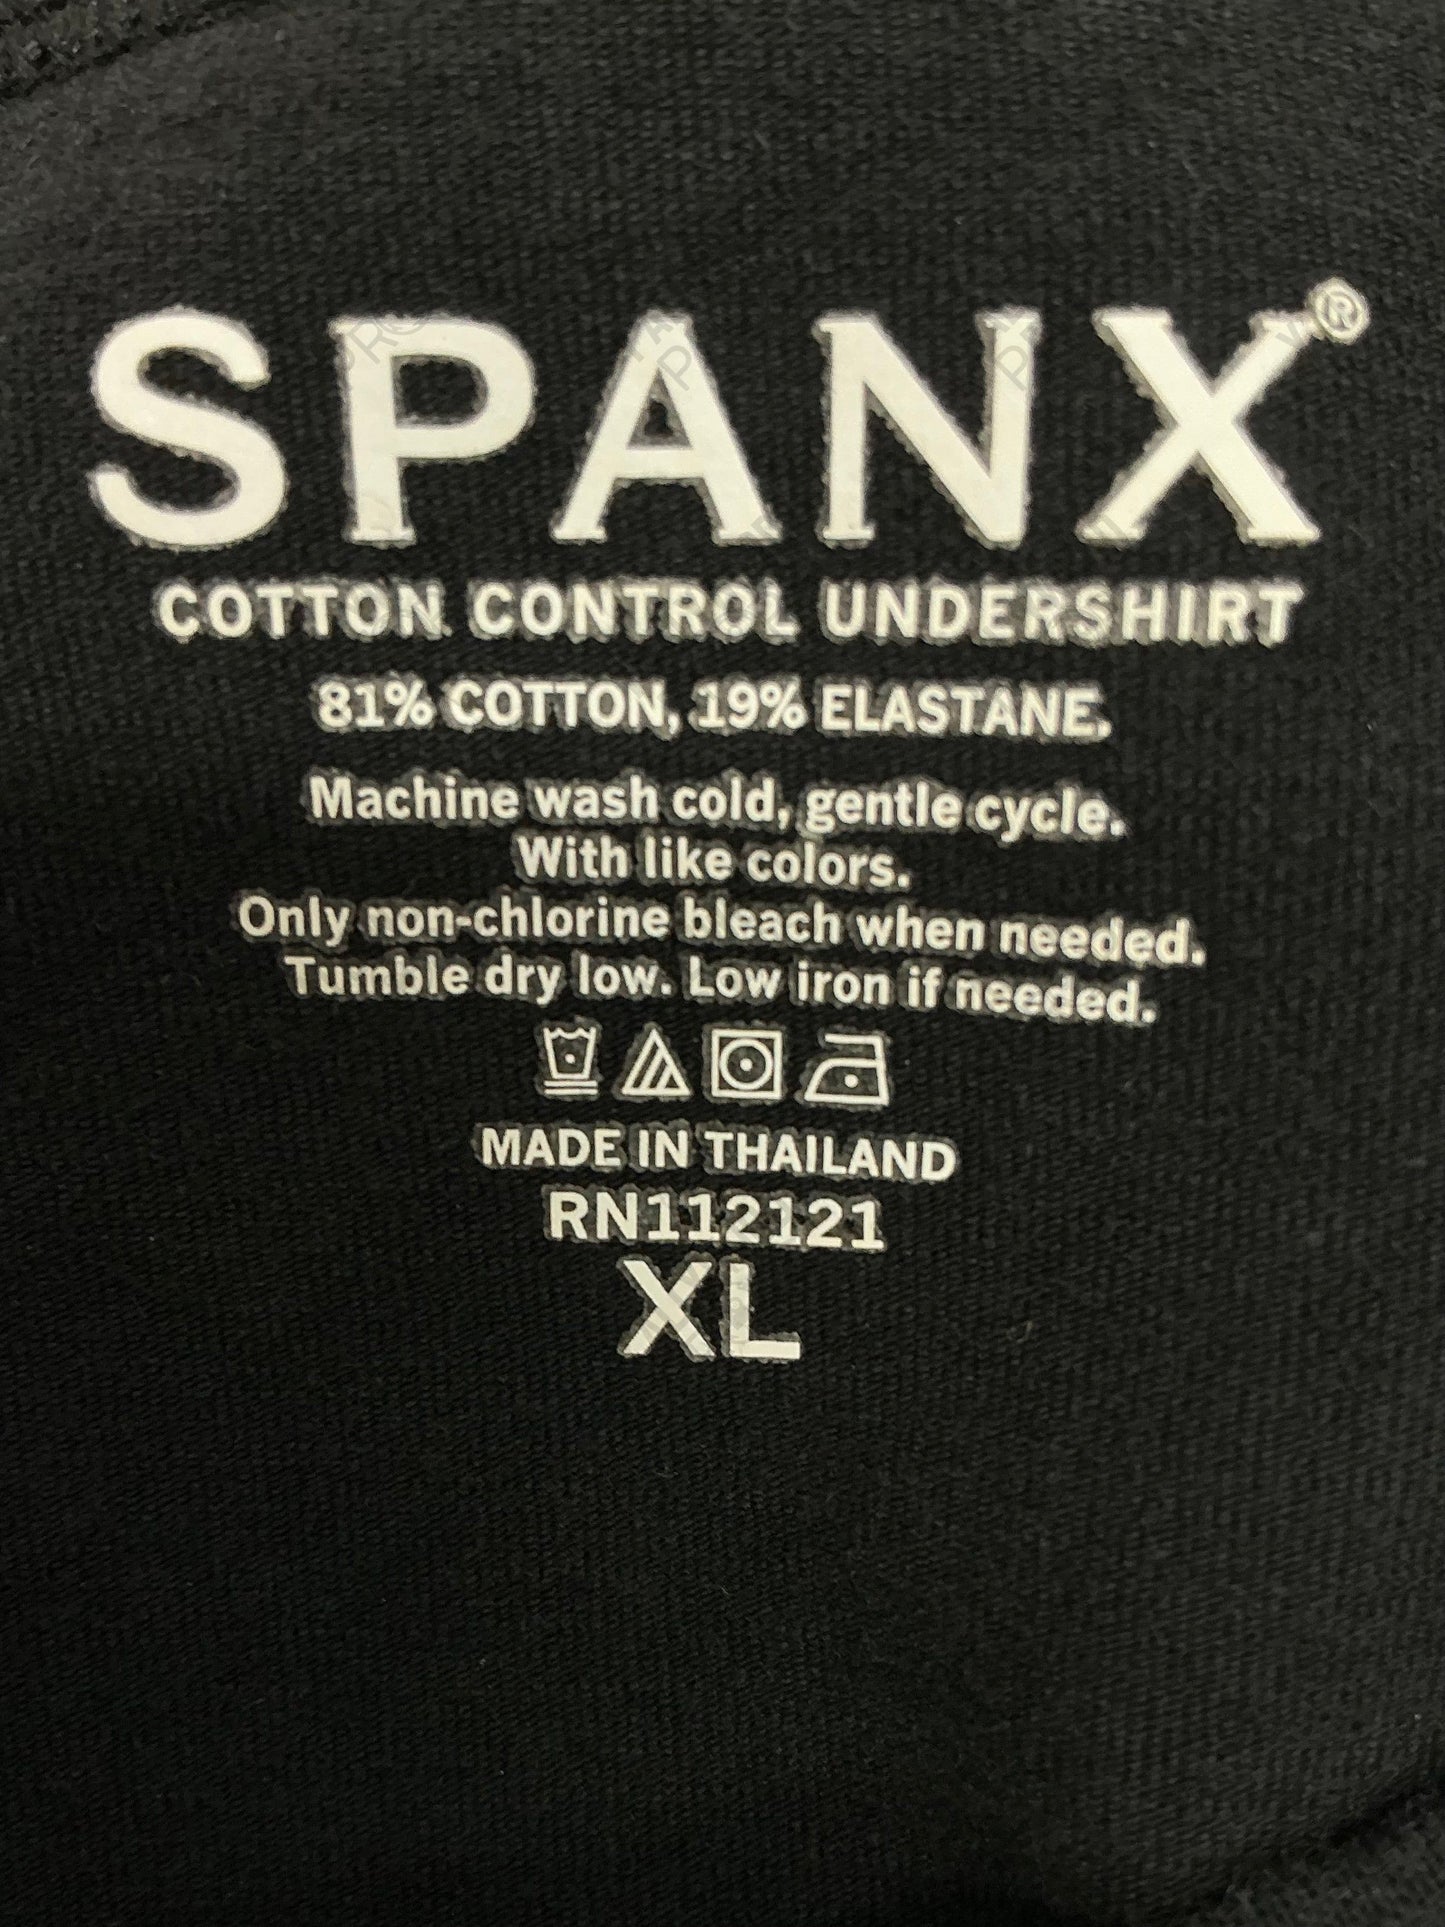 SPANX®
COTTON CONTROL UNDERSHIRT
81% COTTON, 19% ELASTANE.
Machine wash cold, gentle cycle.
With like colors.
Only non-chlorine bleach when needed.
Tumble dry low. Low iron if needed.
MADE IN THAILAND
RN112121
XL